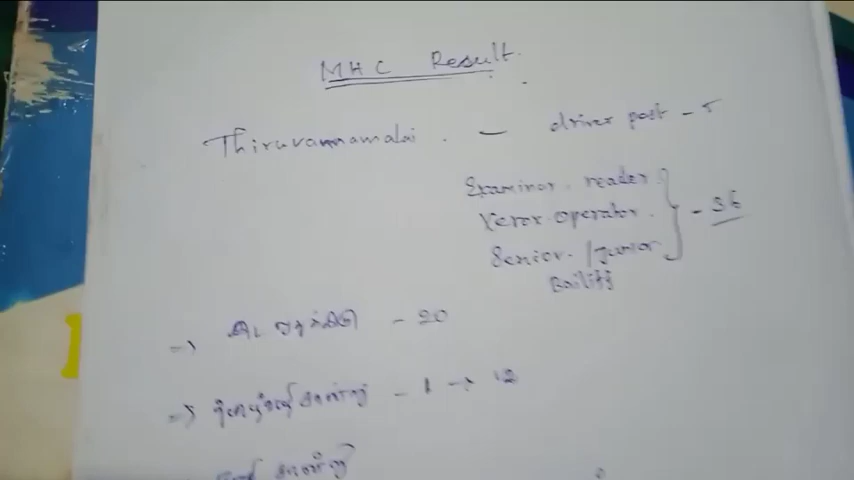 MHC Result.
Thiruvannamalai. — driver post - 5
Examiner. reader
Xerox operator. - 36
Senior. / Junior
Bailiff
=> - 20
=> - 1 -> 12